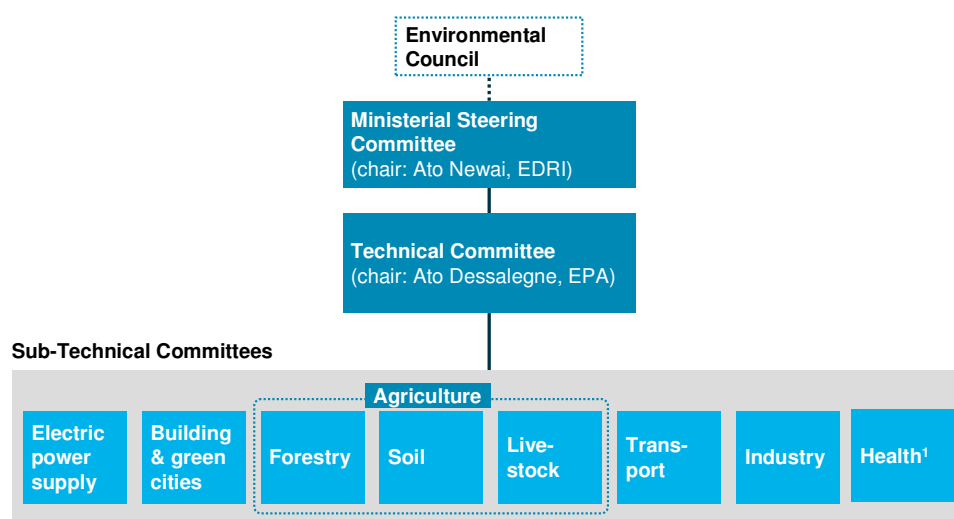 Environmental
Council
Ministerial Steering
Committee
(chair: Ato Newai, EDRI)
Technical Committee
(chair: Ato Dessalegne, EPA)
Sub-Technical Committees
Agriculture
Electric
power
supply
Building
& green
cities
Forestry
Soil
Live-
stock
Trans-
port
Industry
Health¹